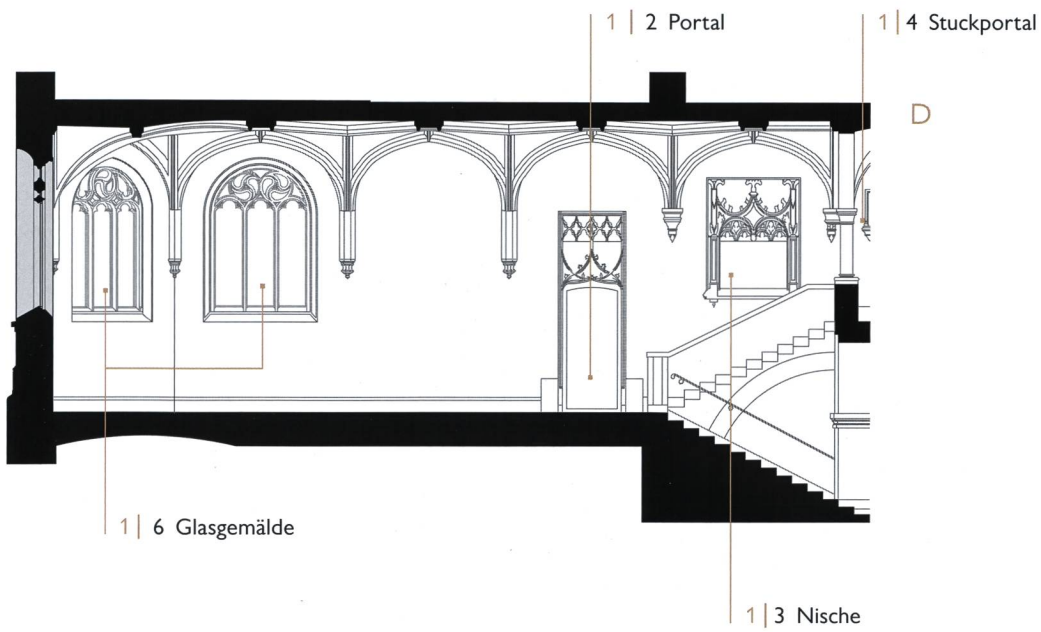 1 | 2 Portal
1 | 4 Stuckportal
D
1 | 6 Glasgemälde
1 | 3 Nische